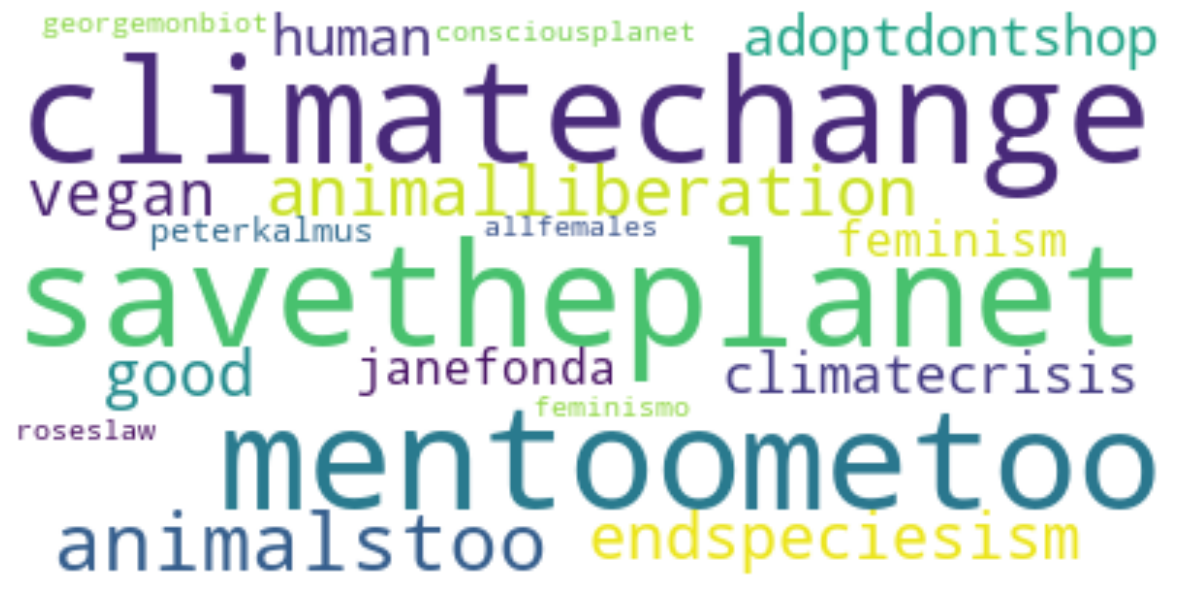 georgemonbiot human consciousplanet adoptdontshop
climatechange
vegan animalliberation
peterkalmus allfemales feminism
savetheplanet
good janefonda climatecrisis
feminismo
roseslaw mentoometoo
animalstoo endspeciesism